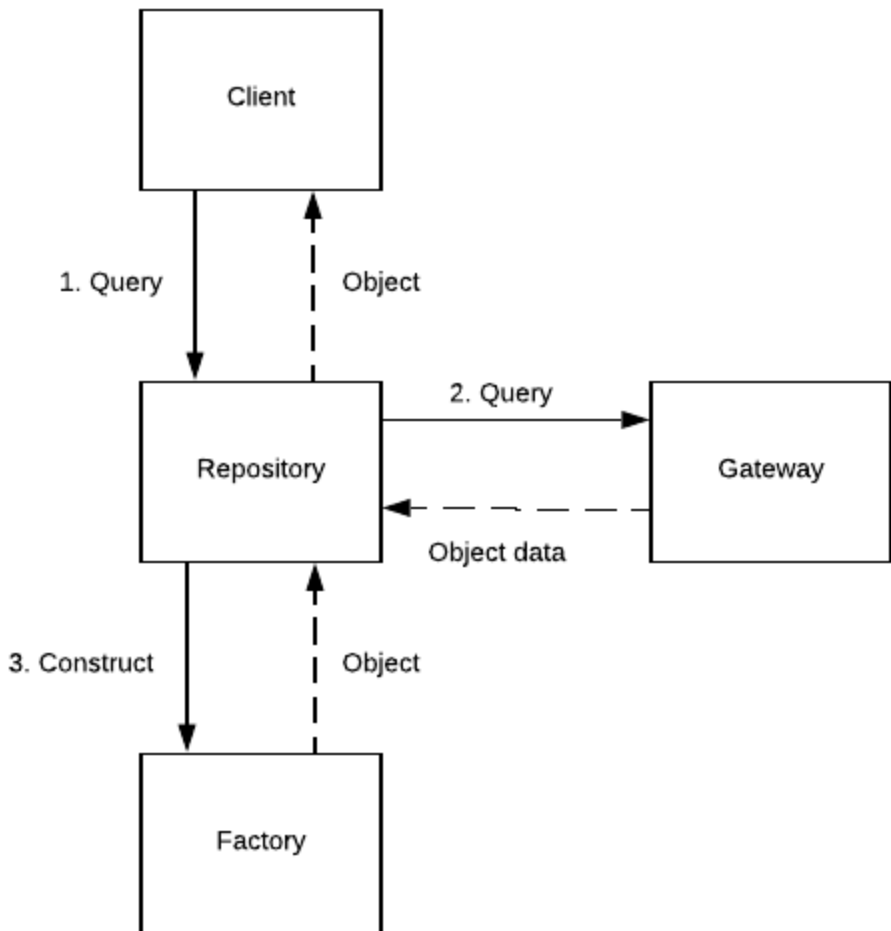 Client
1. Query
Object
2. Query
Repository
Gateway
Object data
3. Construct
Object
Factory